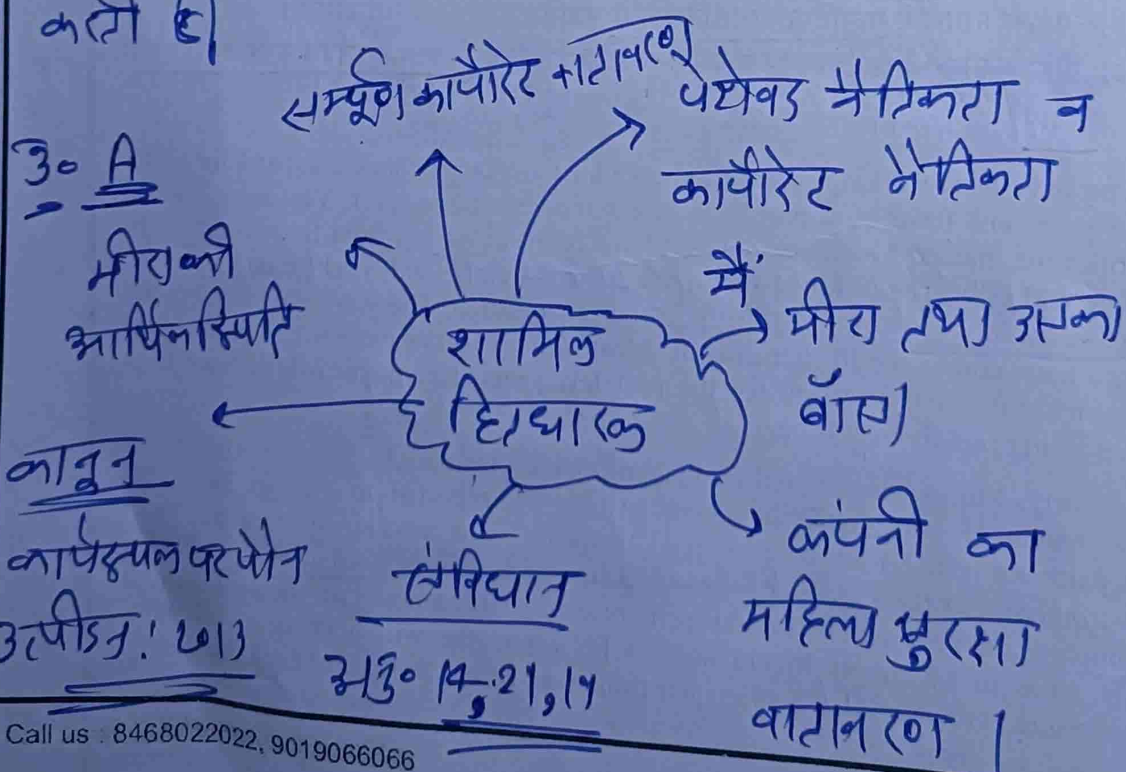 करती है।
सम्पूर्ण कार्पोरेट वातावरण
पेशेवर नैतिकता व
कार्पोरेट नैतिकता
उ० A
मीरा की
आर्थिक स्थिति
शामिल
हितधारक
में
मीरा तथा उसका
बॉस।
कानून
कार्यस्थल पर यौन
उत्पीडन: 2013
संविधान
अनु० 14, 21, 19
कंपनी का
महिला सुरक्षा
वातावरण ।
Call us : 8468022022, 9019066066